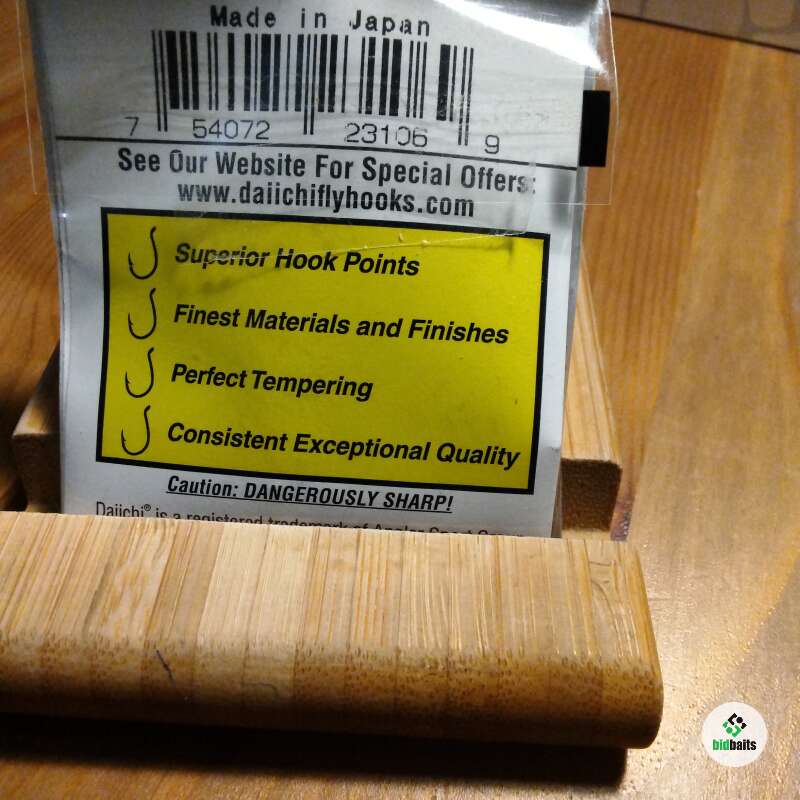 Made in Japan
7 54072 23106 9
See Our Website For Special Offers:
www.daiichiflyhooks.com
Superior Hook Points
Finest Materials and Finishes
Perfect Tempering
Consistent Exceptional Quality
Caution: DANGEROUSLY SHARP!
Daiichi® is a registered trademark of Angler
bidbaits